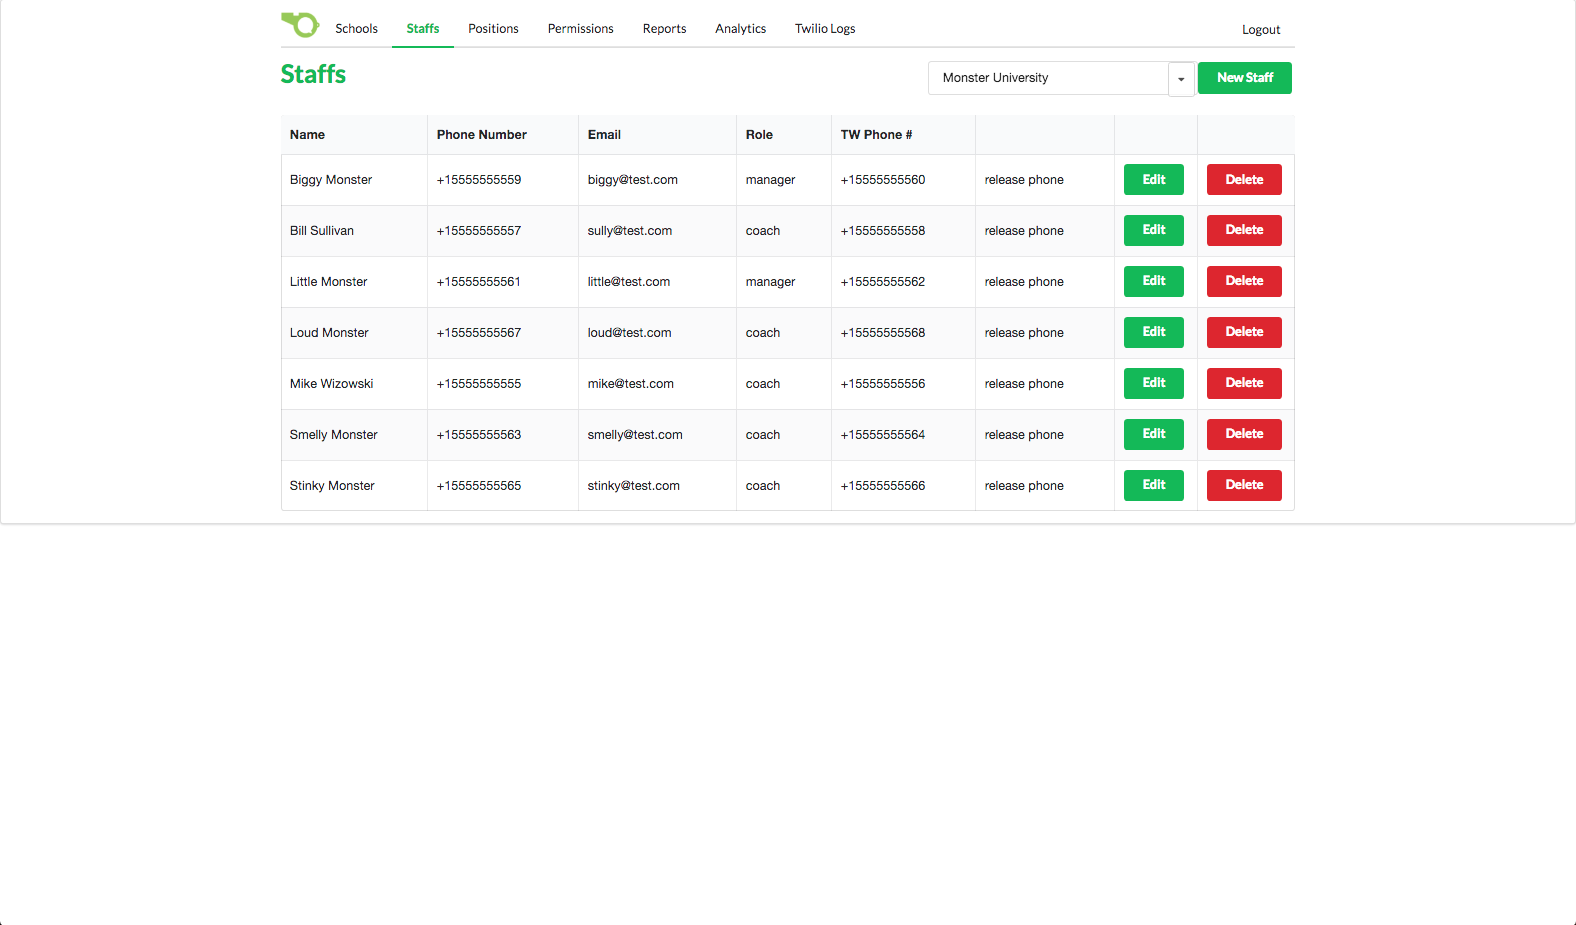 Schools Staffs Positions Permissions Reports Analytics Twilio Logs Logout
Staffs Monster University New Staff
Name Phone Number Email Role TW Phone #
Biggy Monster +15555555559 biggy@test.com manager +15555555560 release phone Edit Delete
Bill Sullivan +15555555557 sully@test.com coach +15555555558 release phone Edit Delete
Little Monster +15555555561 little@test.com manager +15555555562 release phone Edit Delete
Loud Monster +15555555567 loud@test.com coach +15555555568 release phone Edit Delete
Mike Wizowski +15555555555 mike@test.com coach +15555555556 release phone Edit Delete
Smelly Monster +15555555563 smelly@test.com coach +15555555564 release phone Edit Delete
Stinky Monster +15555555565 stinky@test.com coach +15555555566 release phone Edit Delete